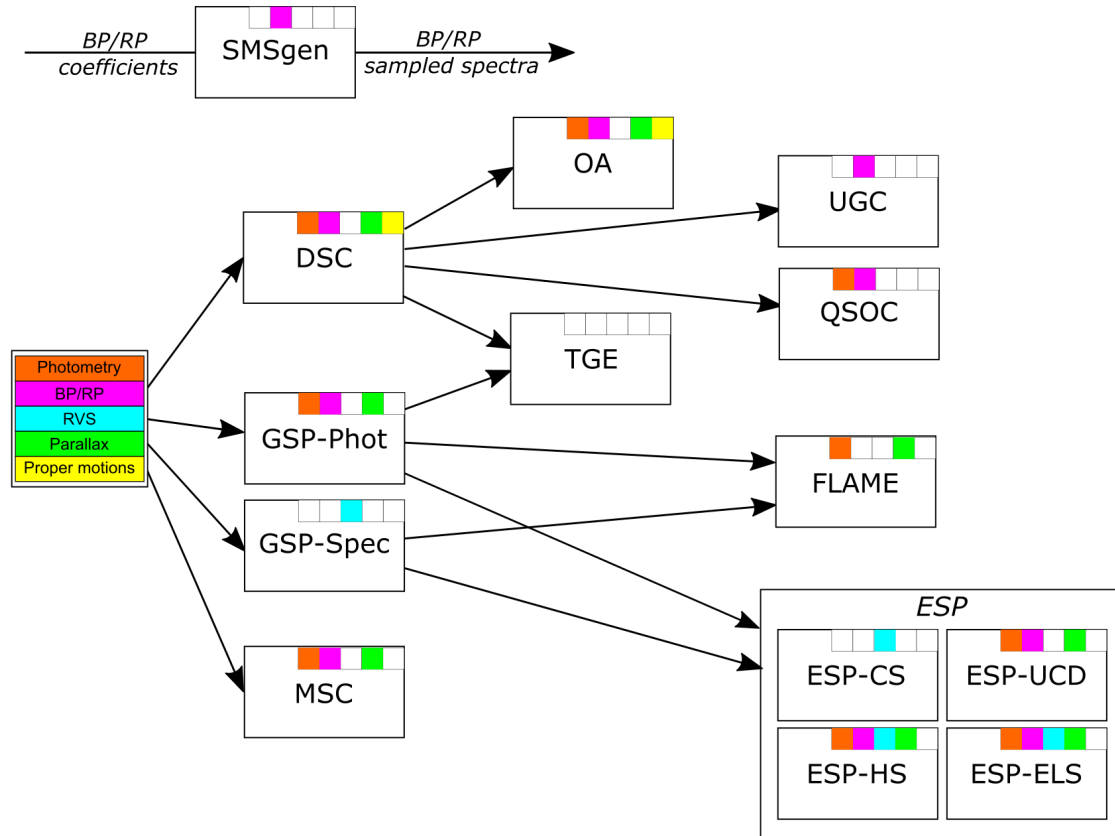 BP/RP
coefficients
SMSgen
BP/RP
sampled spectra
OA
UGC
DSC
QSOC
TGE
Photometry
BP/RP
RVS
Parallax
Proper motions
GSP-Phot
FLAME
GSP-Spec
MSC
ESP
ESP-CS
ESP-UCD
ESP-HS
ESP-ELS